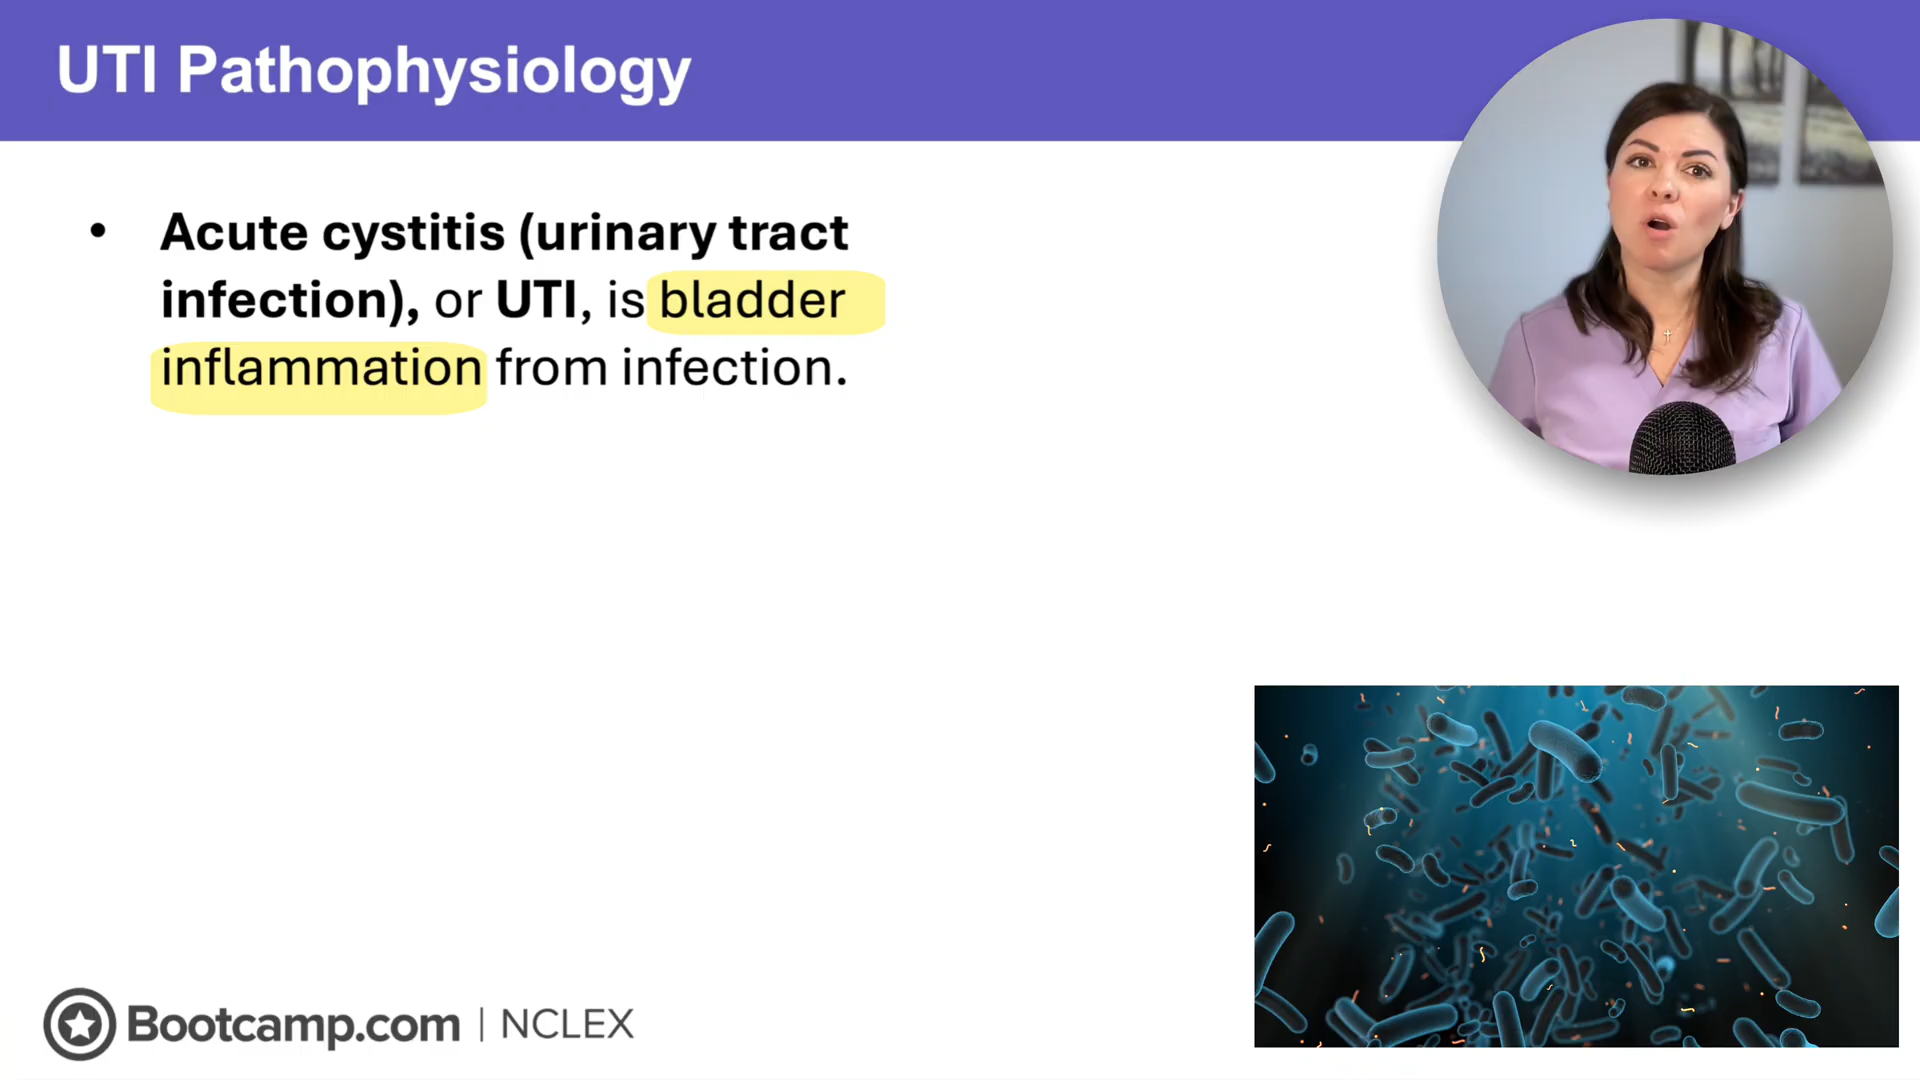 UTI Pathophysiology
• Acute cystitis (urinary tract
infection), or UTI, is bladder
inflammation from infection.
Bootcamp.com | NCLEX